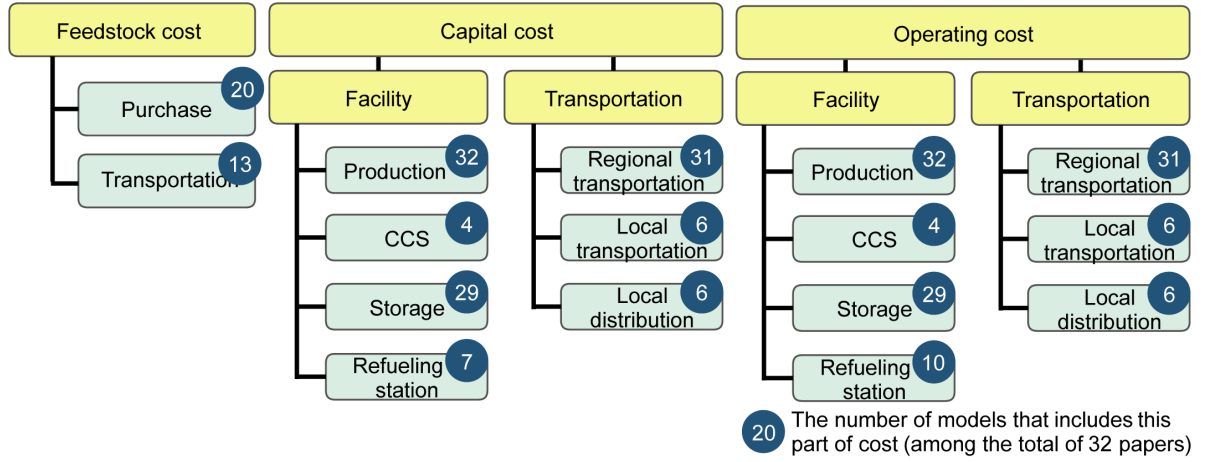 Feedstock cost
Purchase
20
Transportation
13
Capital cost
Facility
Production
32
CCS
4
Storage
29
Refueling
station
7
Transportation
Regional
transportation
31
Local
transportation
6
Local
distribution
6
Operating cost
Facility
Production
32
CCS
4
Storage
29
Refueling
station
10
Transportation
Regional
transportation
31
Local
transportation
6
Local
distribution
6
20
The number of models that includes this
part of cost (among the total of 32 papers)